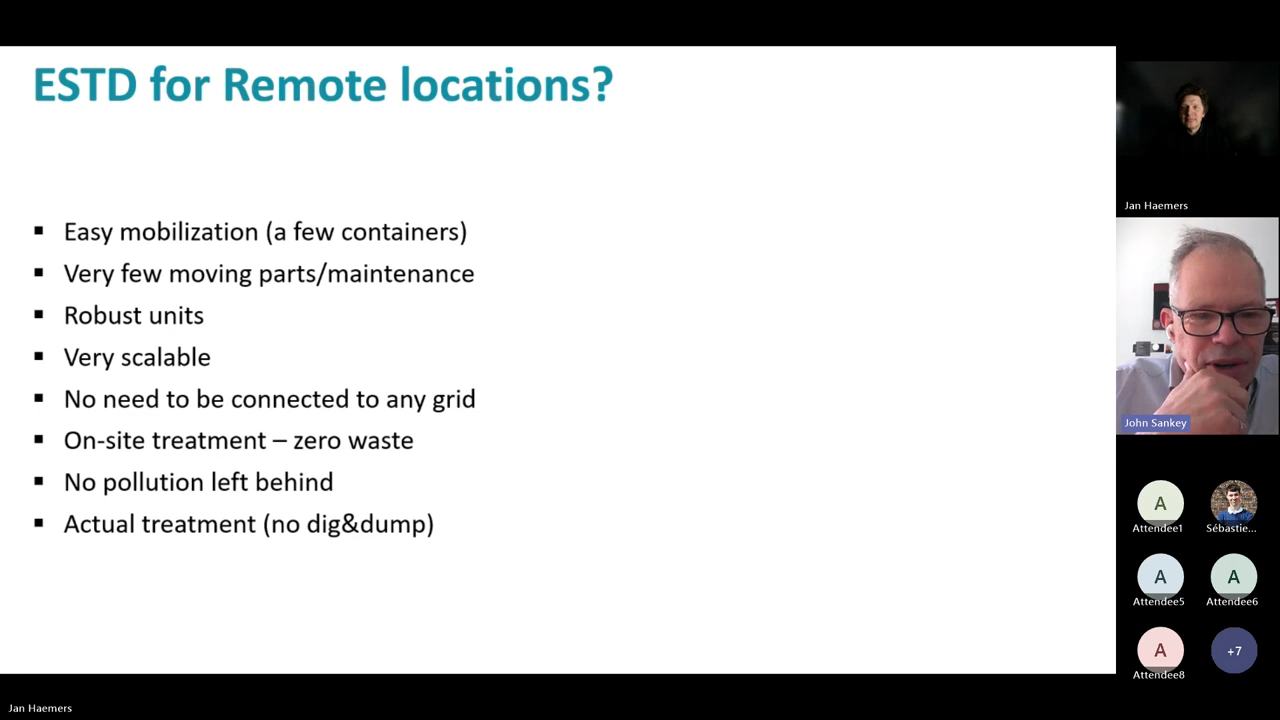 ESTD for Remote locations?
▪ Easy mobilization (a few containers)
▪ Very few moving parts/maintenance
▪ Robust units
▪ Very scalable
▪ No need to be connected to any grid
▪ On-site treatment – zero waste
▪ No pollution left behind
▪ Actual treatment (no dig&dump)
Jan Haemers
John Sankey
A
Attendee1
Sébastie...
A
Attendee5
A
Attendee6
A
Attendee8
+7
Jan Haemers